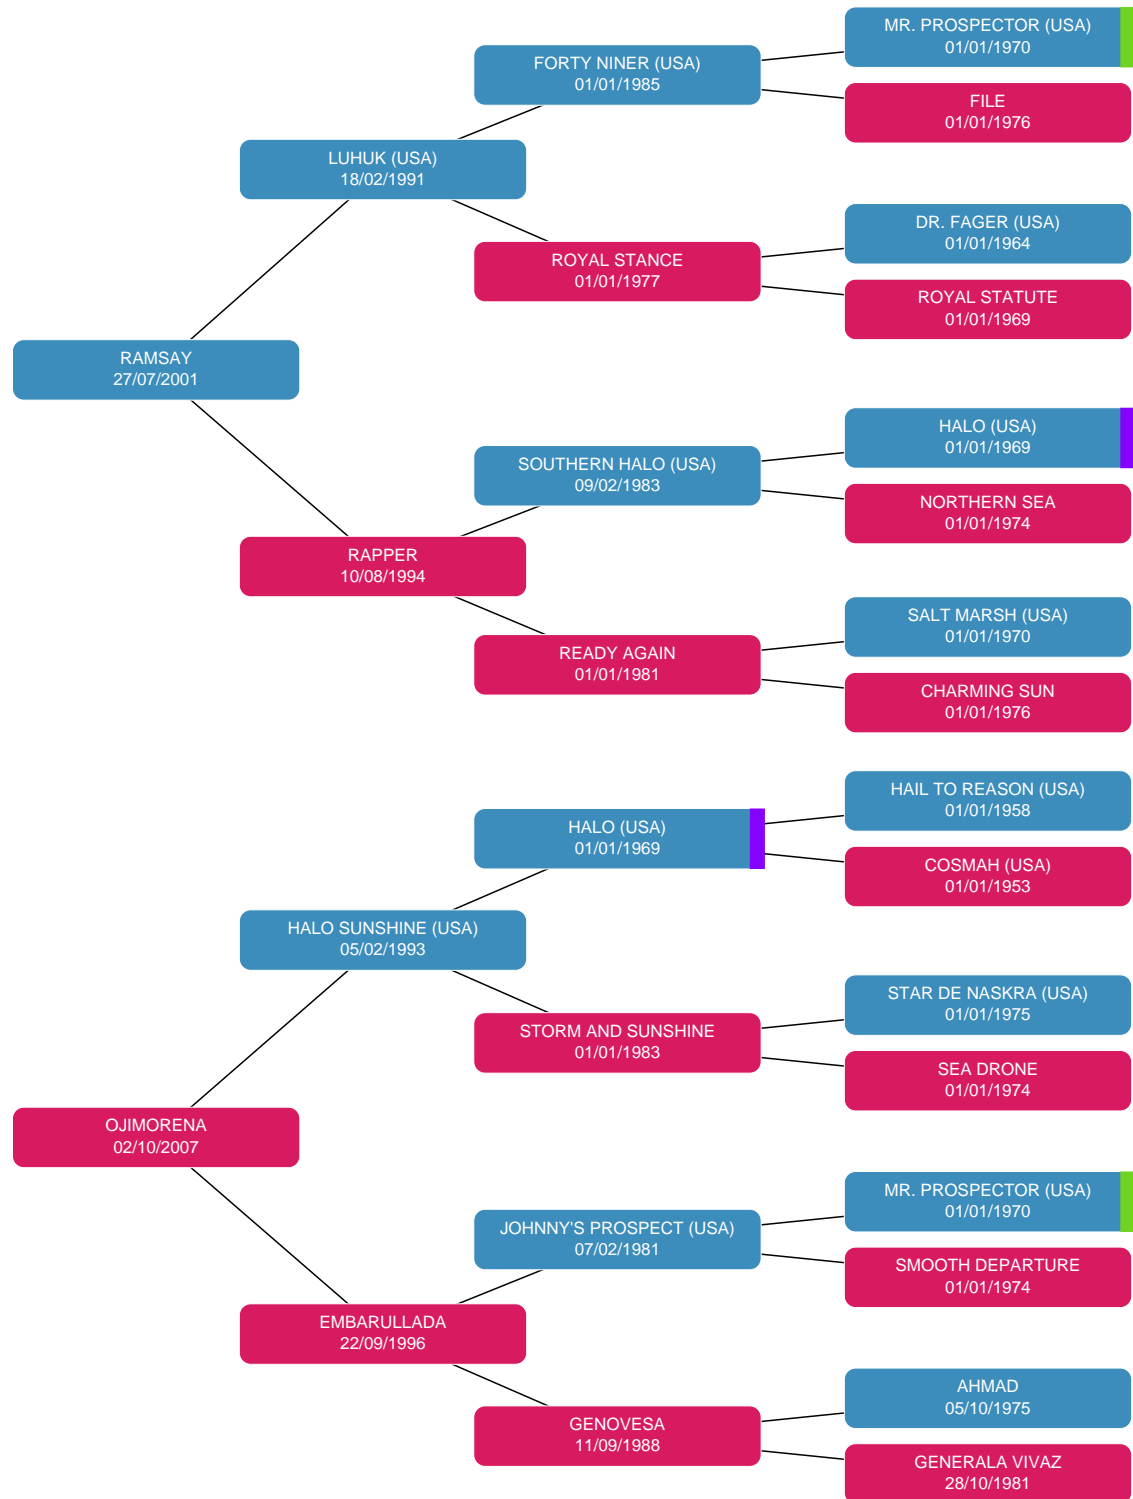 MR. PROSPECTOR (USA)
01/01/1970
FORTY NINER (USA)
01/01/1985
FILE
01/01/1976
LUHUK (USA)
18/02/1991
DR. FAGER (USA)
01/01/1964
ROYAL STANCE
01/01/1977
ROYAL STATUTE
01/01/1969
RAMSAY
27/07/2001
HALO (USA)
01/01/1969
SOUTHERN HALO (USA)
09/02/1983
NORTHERN SEA
01/01/1974
RAPPER
10/08/1994
SALT MARSH (USA)
01/01/1970
READY AGAIN
01/01/1981
CHARMING SUN
01/01/1976
HAIL TO REASON (USA)
01/01/1958
HALO (USA)
01/01/1969
COSMAH (USA)
01/01/1953
HALO SUNSHINE (USA)
05/02/1993
STAR DE NASKRA (USA)
01/01/1975
STORM AND SUNSHINE
01/01/1983
SEA DRONE
01/01/1974
OJIMORENA
02/10/2007
MR. PROSPECTOR (USA)
01/01/1970
JOHNNY'S PROSPECT (USA)
07/02/1981
SMOOTH DEPARTURE
01/01/1974
EMBARULLADA
22/09/1996
AHMAD
05/10/1975
GENOVESA
11/09/1988
GENERALA VIVAZ
28/10/1981